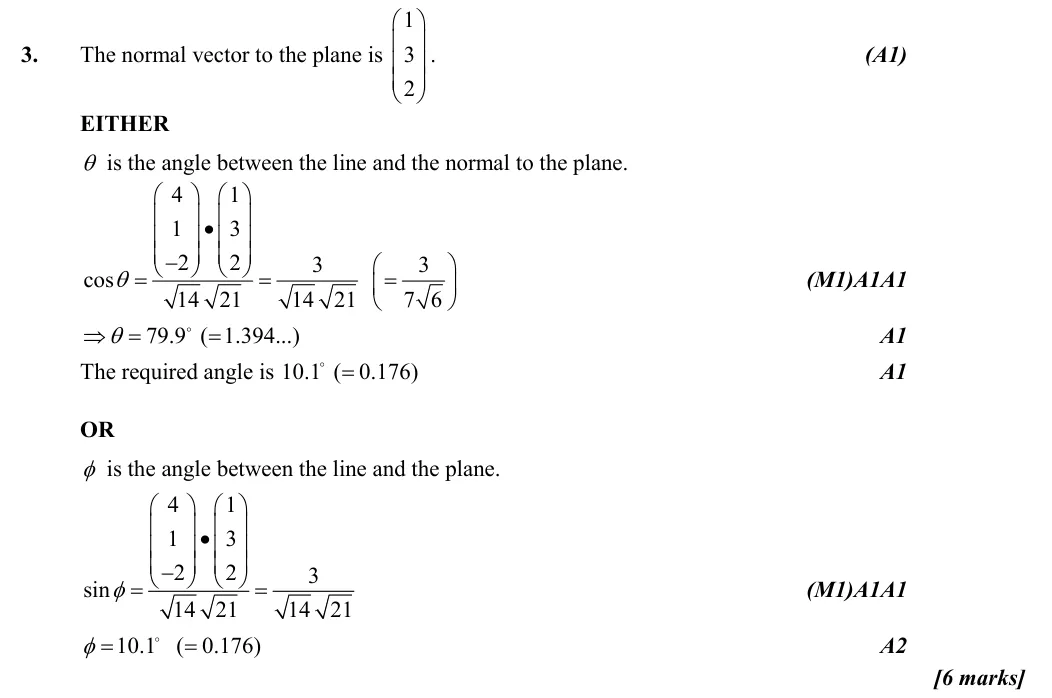 3. The normal vector to the plane is (1 3 2). (A1)
EITHER
θ is the angle between the line and the normal to the plane.
cosθ = (4 1 −2)•(1 3 2) / √14 √21 = 3 / √14 √21 (= 3 / 7√6) (M1)A1A1
⇒ θ = 79.9° (=1.394...) A1
The required angle is 10.1° (= 0.176) A1
OR
ϕ is the angle between the line and the plane.
sin ϕ = (4 1 −2)•(1 3 2) / √14 √21 = 3 / √14 √21 (M1)A1A1
ϕ = 10.1° (= 0.176) A2
[6 marks]